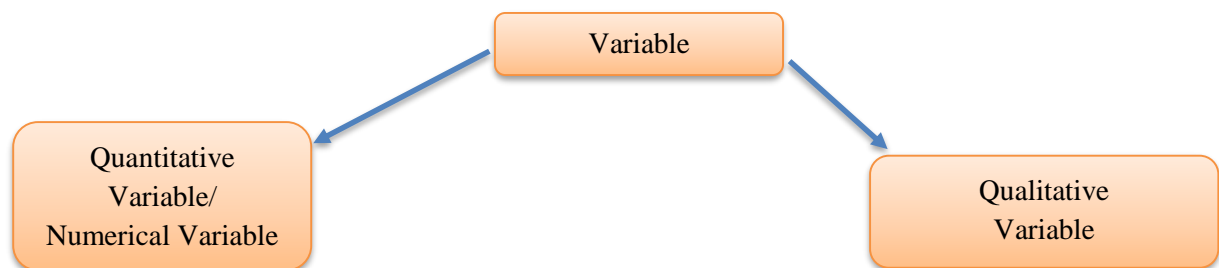 Variable
Quantitative
Variable/
Numerical Variable
Qualitative
Variable